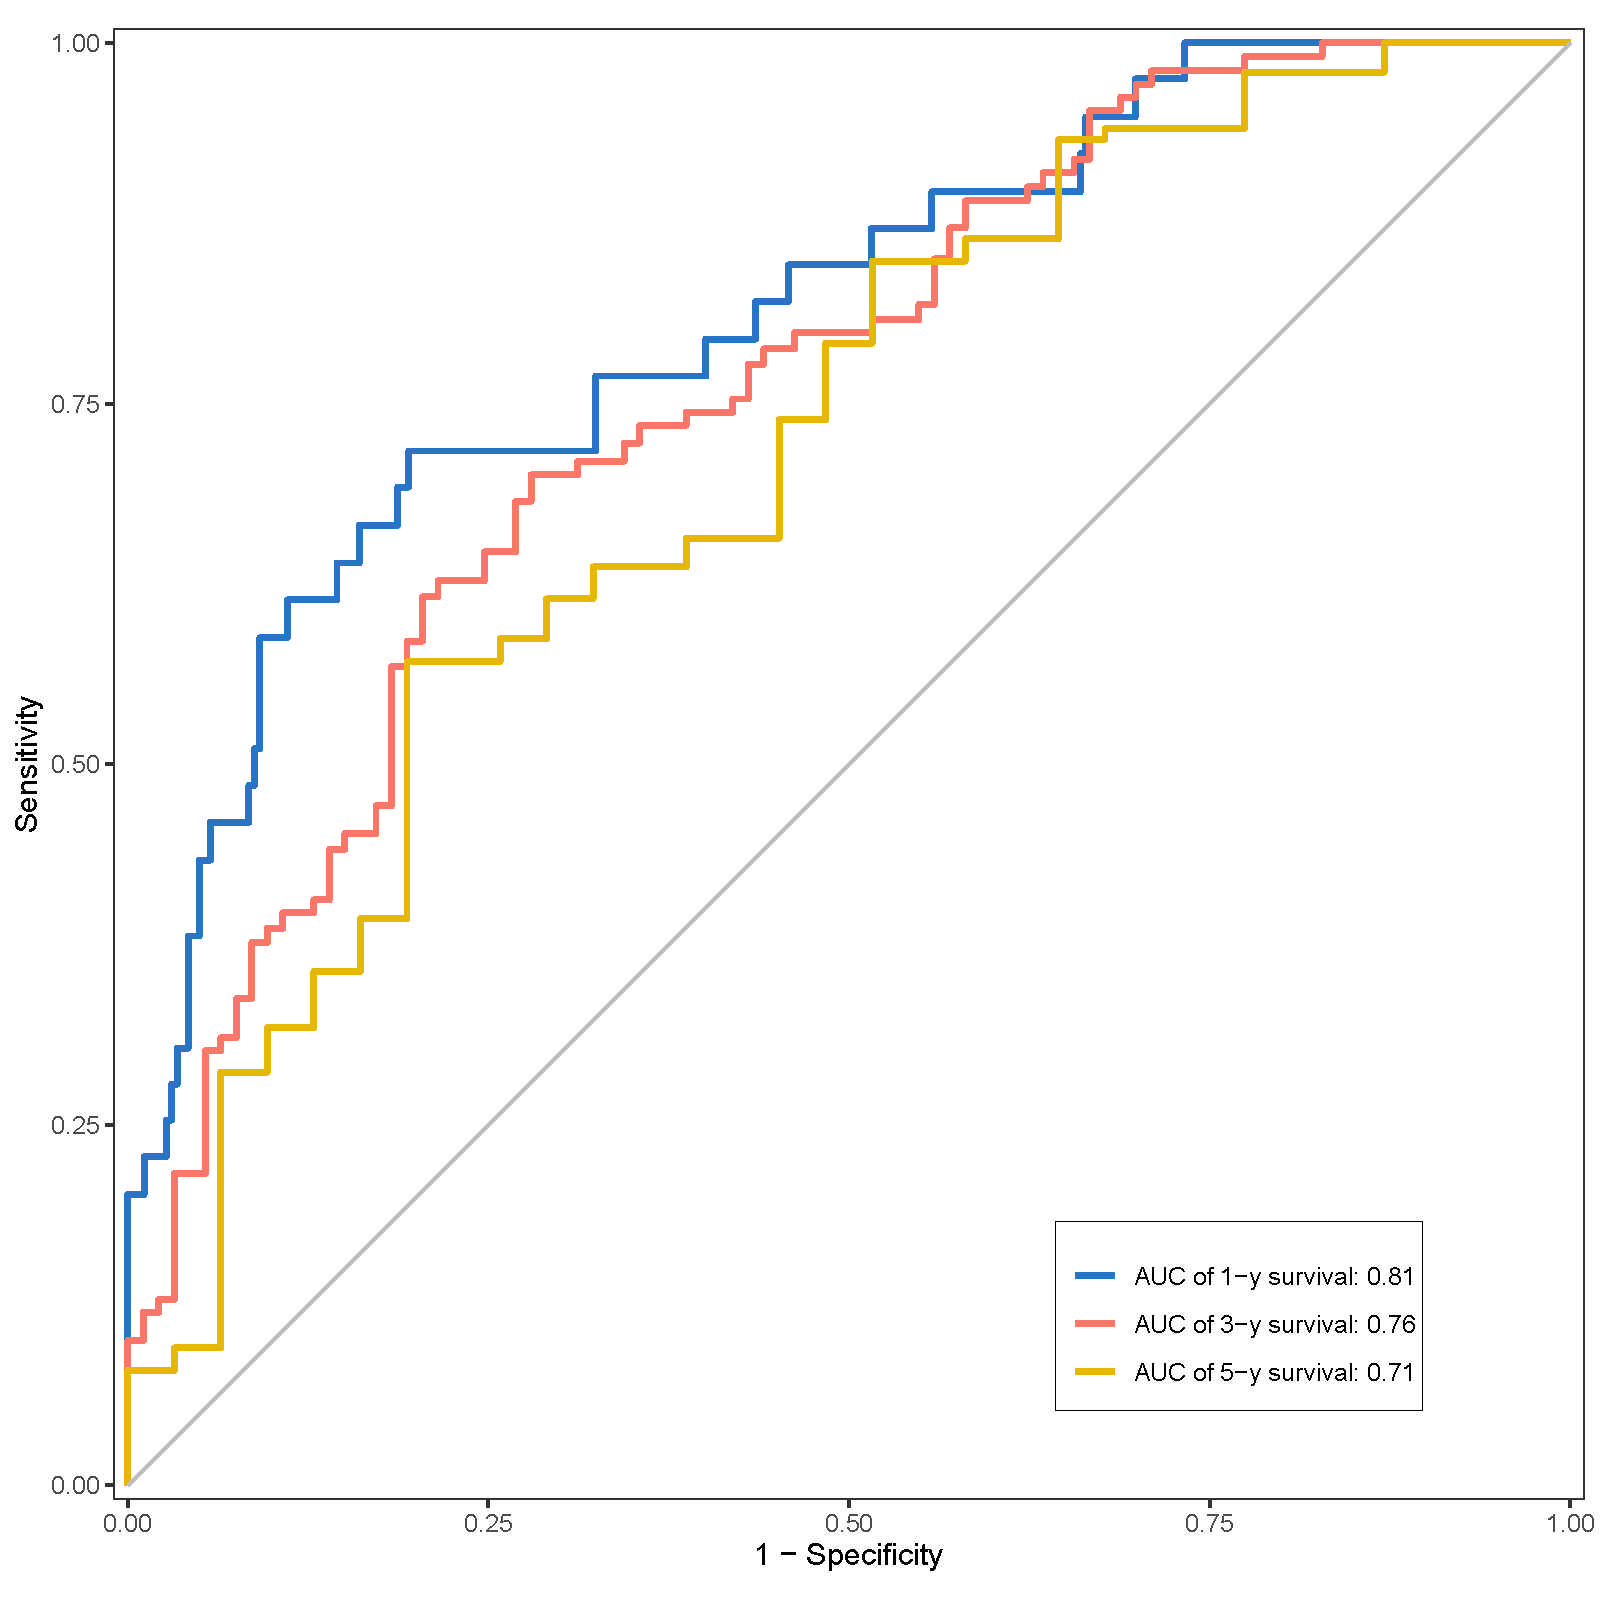 1.00
0.75
0.50
0.25
0.00
Sensitivity
AUC of 1−y survival: 0.81
AUC of 3−y survival: 0.76
AUC of 5−y survival: 0.71
0.00 0.25 0.50 0.75 1.00
1 − Specificity